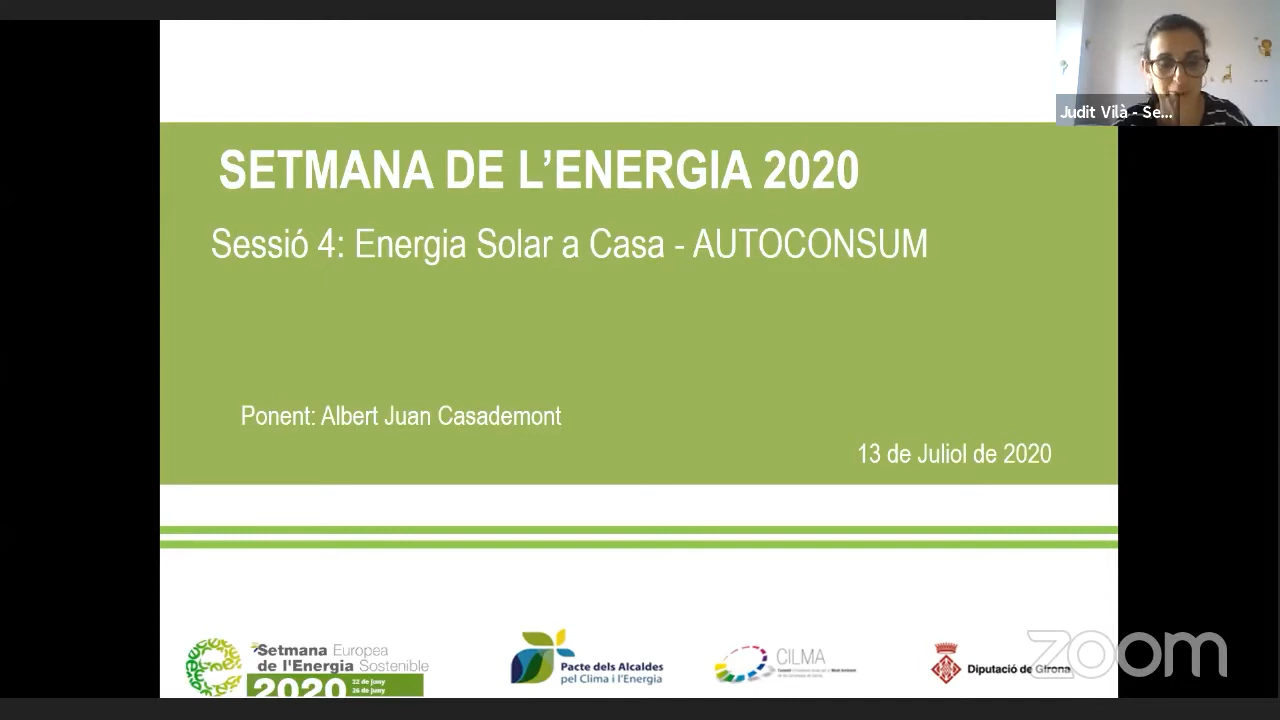 Judit Vilà - Se...
SETMANA DE L’ENERGIA 2020
Sessió 4: Energia Solar a Casa - AUTOCONSUM
Ponent: Albert Juan Casademont
13 de Juliol de 2020
Setmana Europea
de l'Energia Sostenible
2020 22 de juny
26 de juny
Pacte dels Alcaldes
pel Clima i l'Energia
CILMA
Diputació de Girona
zoom